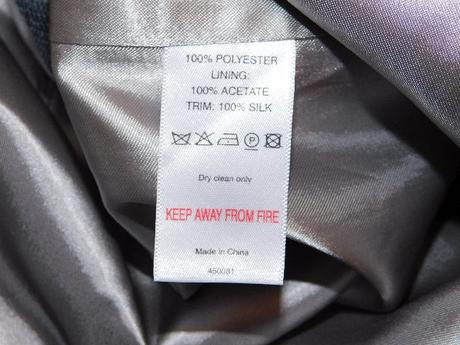 100% POLYESTER
LINING:
100% ACETATE
TRIM: 100% SILK
P
Dry clean only
KEEP AWAY FROM FIRE
Made in China
450081